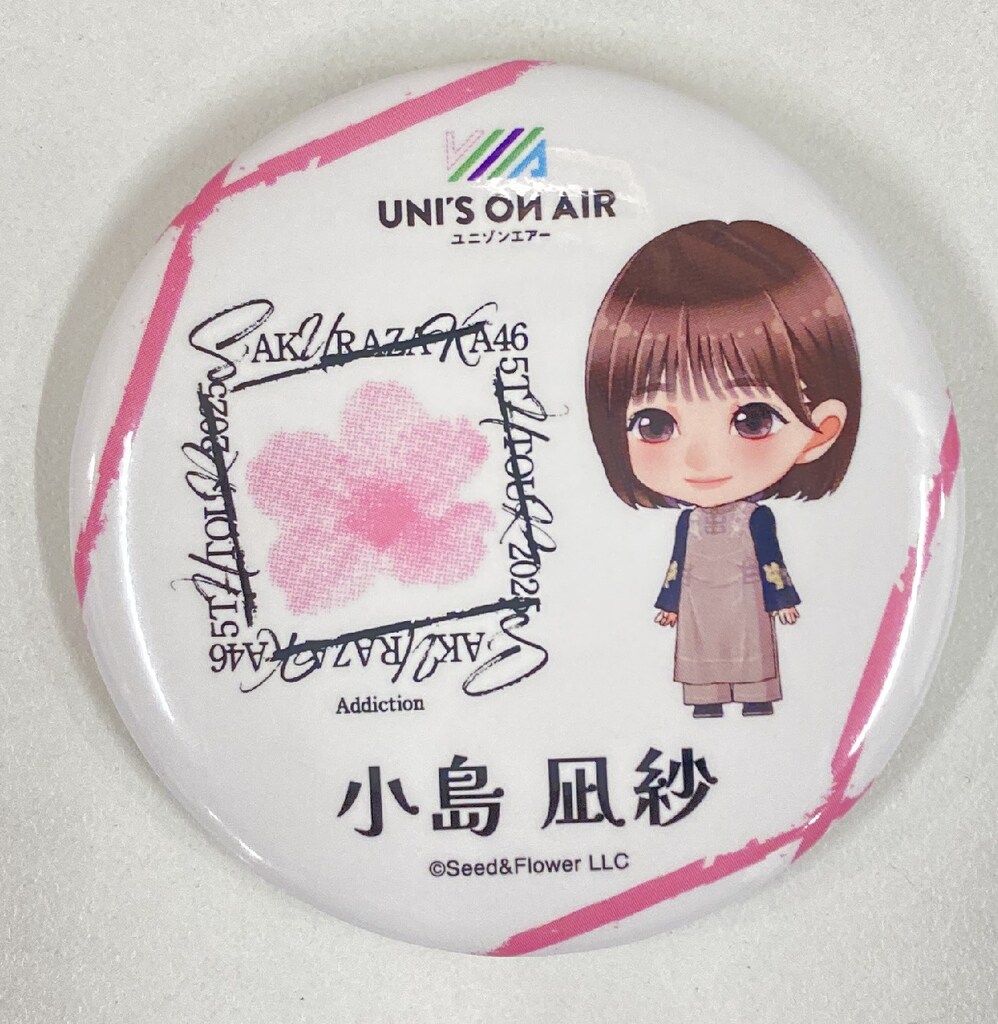 UNI'S ON AIR
ユニゾンエアー
SAKURAZAKA46
5TH TOUR 2025
SAKURAZAKA46
5TH TOUR 2025
Addiction
小島 凪紗
©Seed&Flower LLC